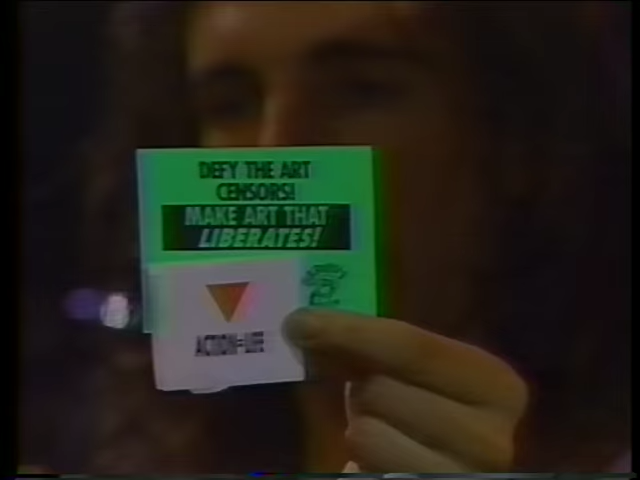 DEFY THE ART
CENSORS!
MAKE ART THAT
LIBERATES!
ACTION=LIFE